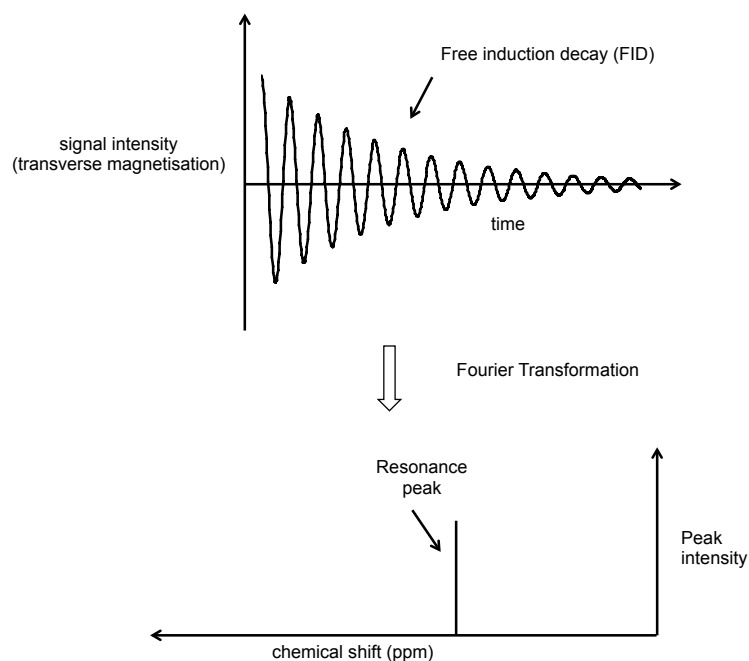 Free induction decay (FID)
signal intensity
(transverse magnetisation)
time
Fourier Transformation
Resonance
peak
Peak
intensity
chemical shift (ppm)